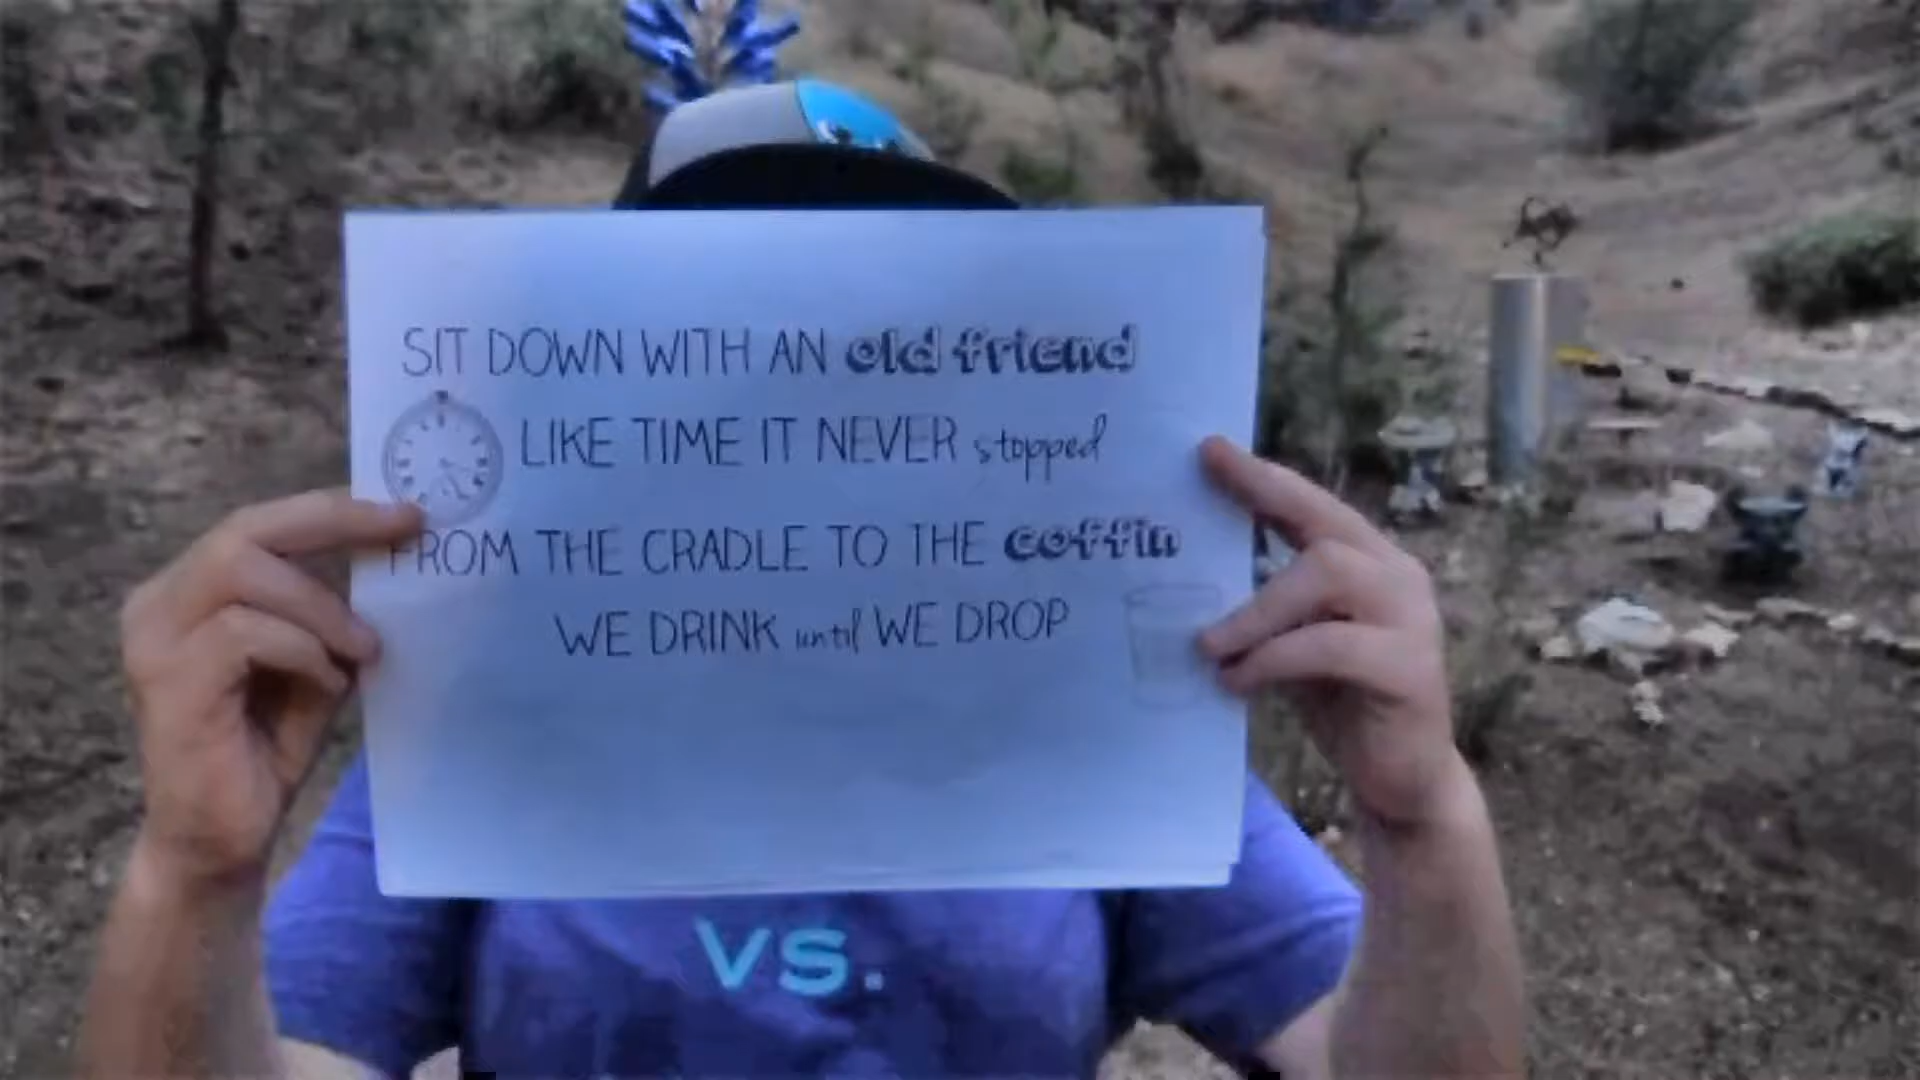 SIT DOWN WITH AN old friend
LIKE TIME IT NEVER stopped
FROM THE CRADLE TO THE coffin
WE DRINK until WE DROP
VS.